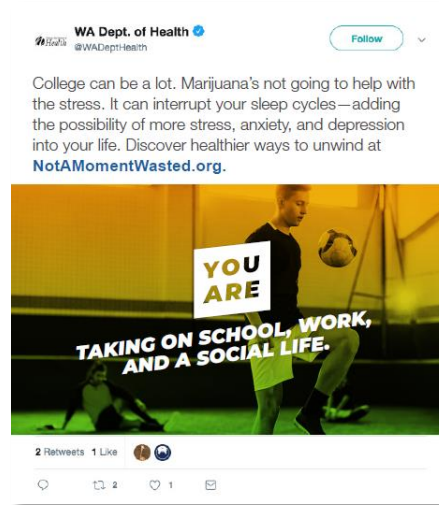 WA Dept. of Health
@WADeptHealth
Follow
College can be a lot. Marijuana's not going to help with
the stress. It can interrupt your sleep cycles—adding
the possibility of more stress, anxiety, and depression
into your life. Discover healthier ways to unwind at
NotAMomentWasted.org.
YOU
ARE
TAKING ON SCHOOL, WORK,
AND A SOCIAL LIFE.
2 Retweets 1 Like
2 1